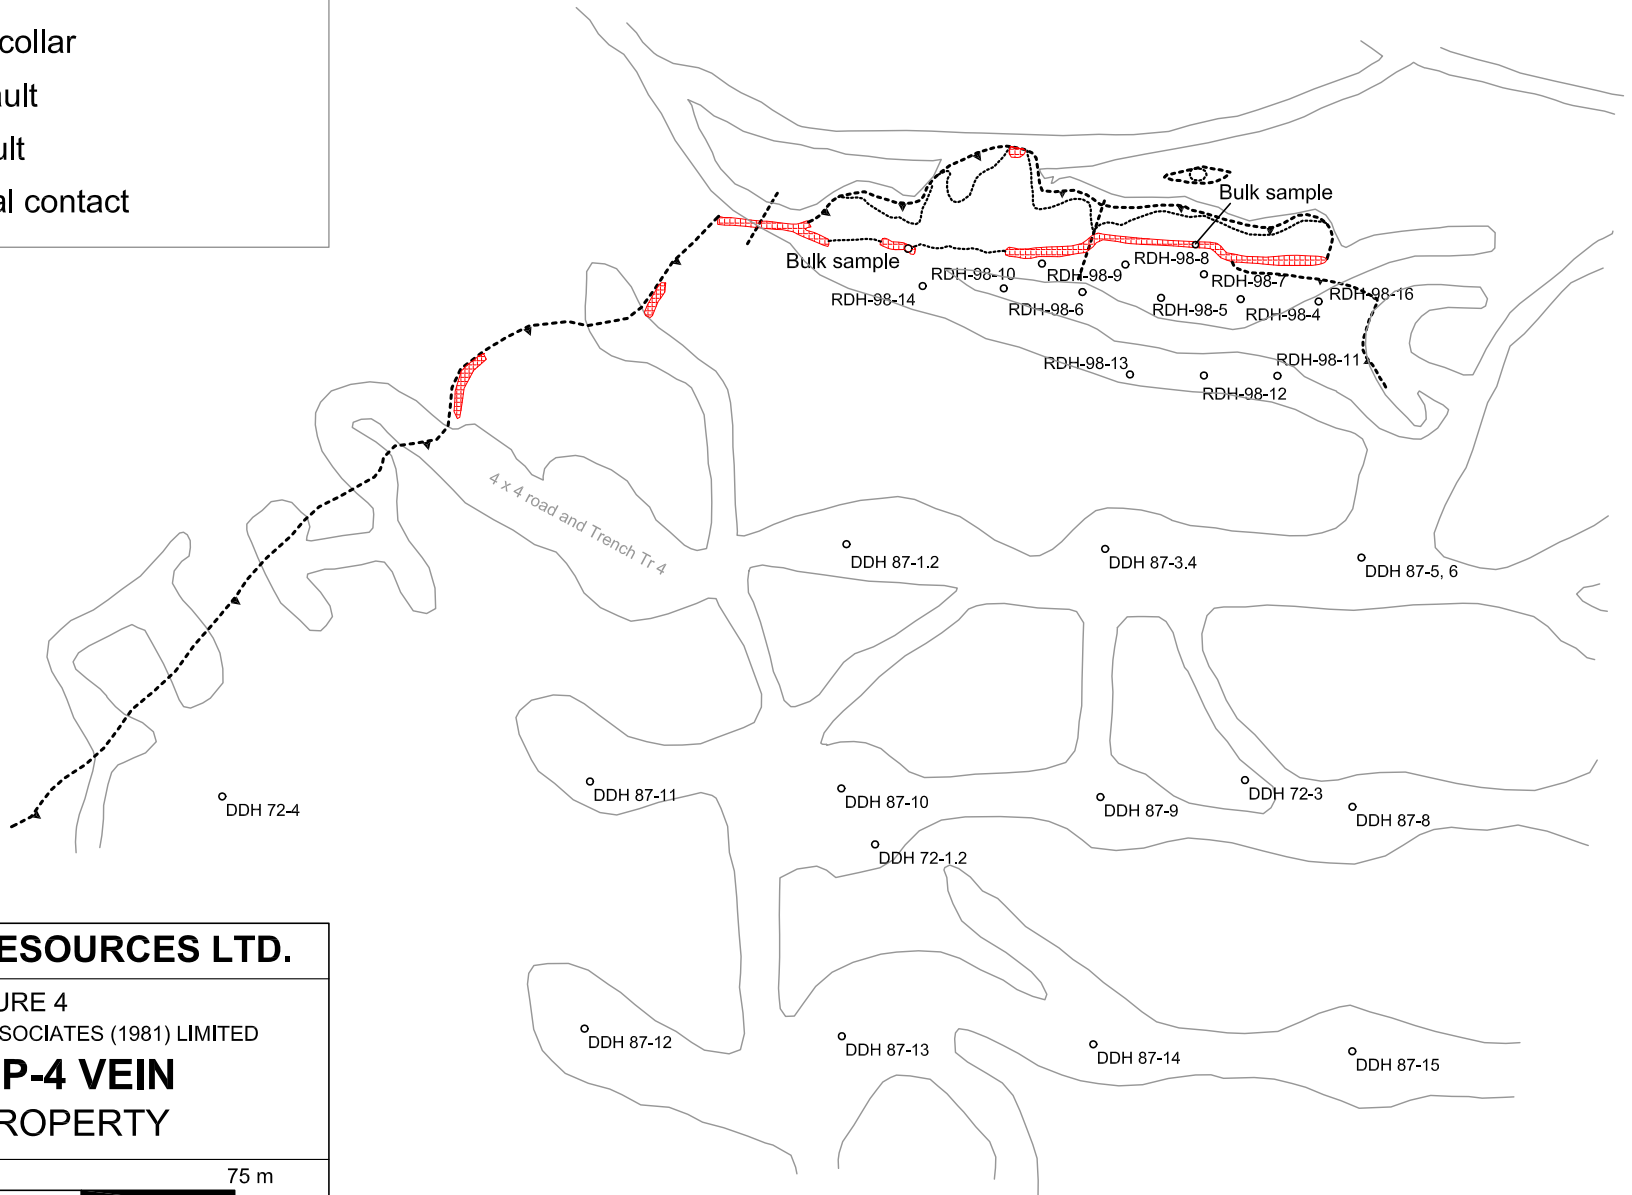 collar
ault
ult
al contact
Bulk sample
Bulk sample
RDH-98-8
RDH-98-10
RDH-98-9
RDH-98-7
RDH-98-14
RDH-98-16
RDH-98-6
RDH-98-5
RDH-98-4
RDH-98-13
RDH-98-11
RDH-98-12
4 x 4 road and Trench Tr 4
DDH 87-1.2
DDH 87-3.4
DDH 87-5, 6
DDH 72-4
DDH 87-11
DDH 87-10
DDH 87-9
DDH 72-3
DDH 87-8
DDH 72-1.2
DDH 87-12
DDH 87-13
DDH 87-14
DDH 87-15
ESOURCES LTD.
URE 4
SSOCIATES (1981) LIMITED
P-4 VEIN
ROPERTY
75 m